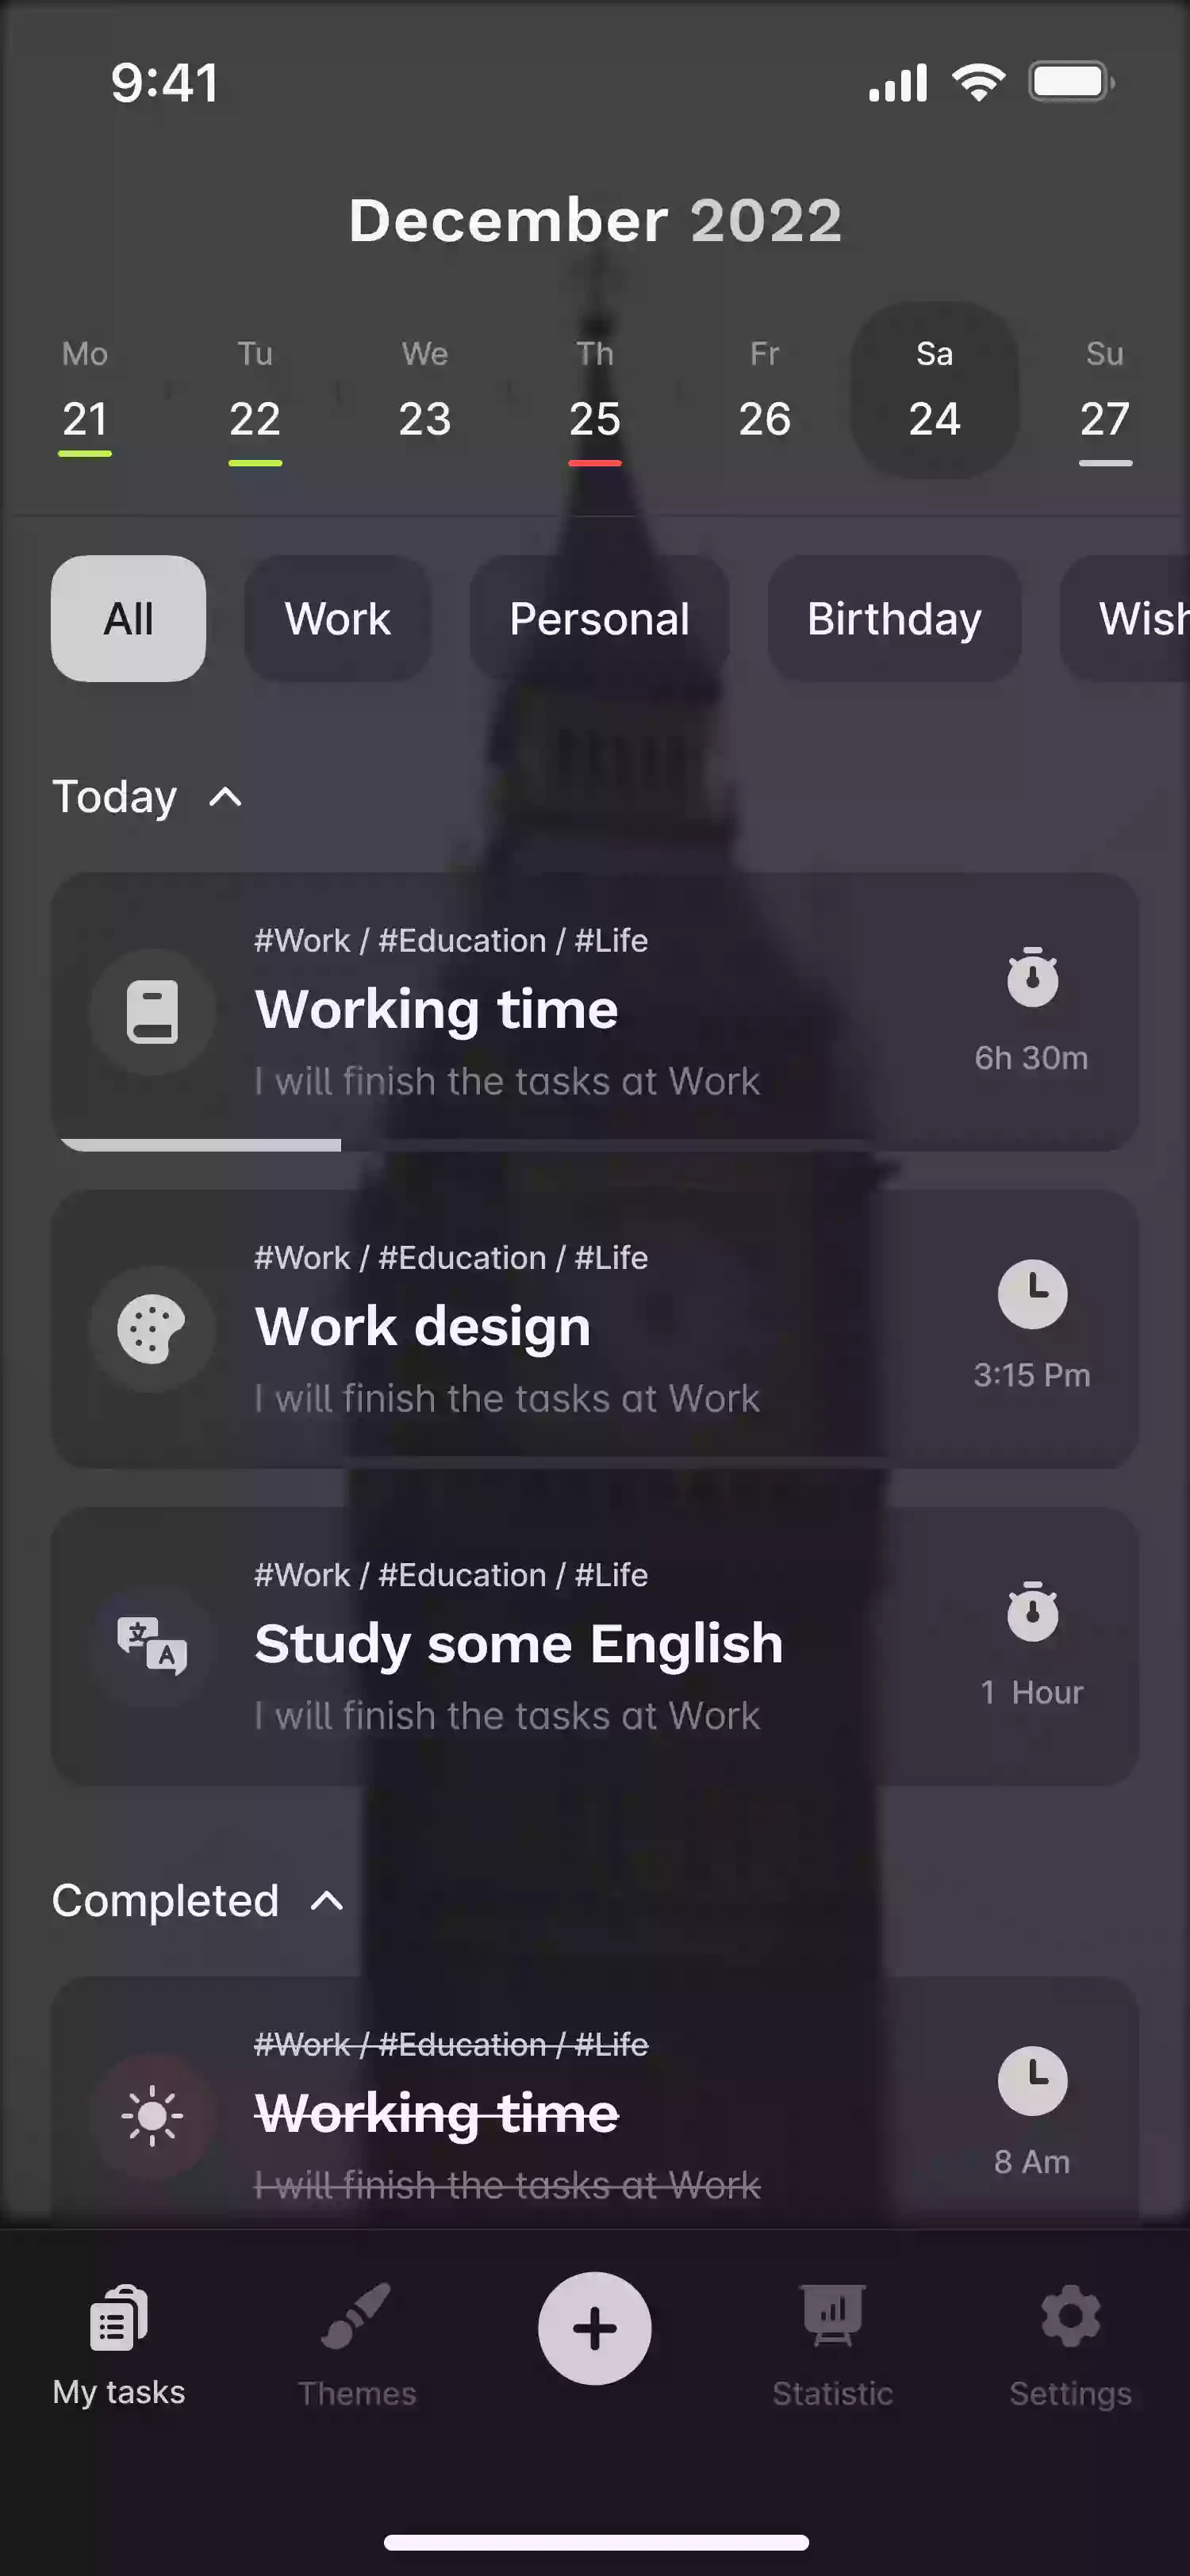 9:41
December 2022
Mo Tu We Th Fr Sa Su
21 22 23 25 26 24 27
All Work Personal Birthday Wish
Today
#Work / #Education / #Life
Working time
I will finish the tasks at Work
6h 30m
#Work / #Education / #Life
Work design
I will finish the tasks at Work
3:15 Pm
#Work / #Education / #Life
Study some English
I will finish the tasks at Work
1 Hour
Completed
#Work / #Education / #Life
Working time
I will finish the tasks at Work
8 Am
My tasks Themes Statistic Settings